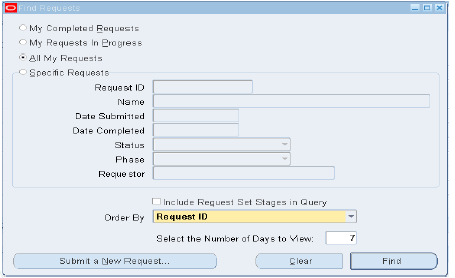 Find Requests
My Completed Requests
My Requests In Progress
All My Requests
Specific Requests
Request ID
Name
Date Submitted
Date Completed
Status
Phase
Requestor
Include Request Set Stages in Query
Order By Request ID
Select the Number of Days to View: 7
Submit a New Request... Clear Find